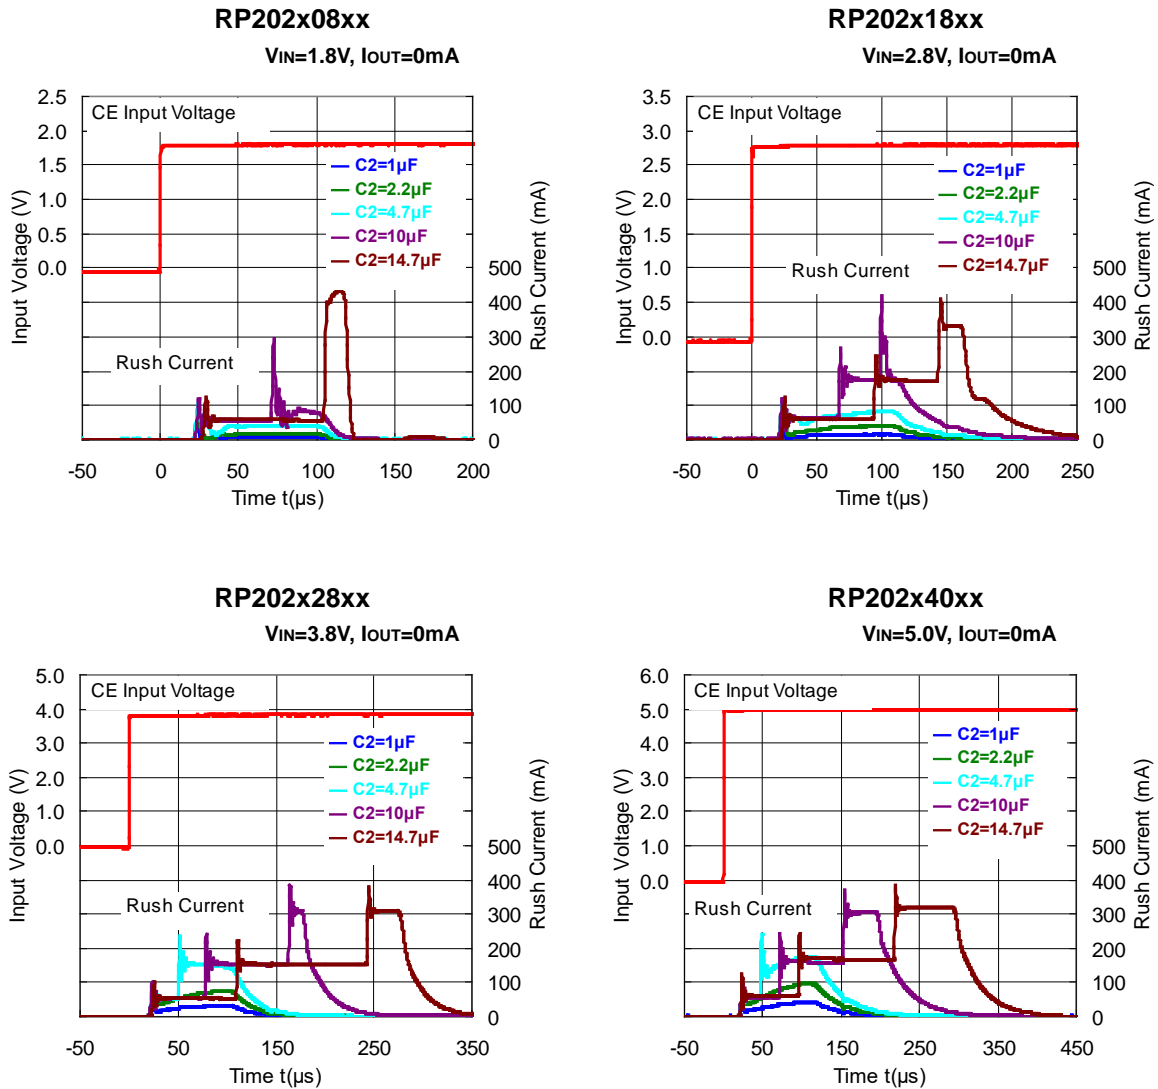 RP202x08xx
VIN=1.8V, IOUT=0mA
2.5
2.0
1.5
1.0
0.5
0.0
CE Input Voltage
C2=1µF
C2=2.2µF
C2=4.7µF
C2=10µF
C2=14.7µF
Rush Current
500
400
300
200
100
0
-50 0 50 100 150 200
Input Voltage (V)
Rush Current (mA)
Time t(µs)
RP202x18xx
VIN=2.8V, IOUT=0mA
3.5
3.0
2.5
2.0
1.5
1.0
0.5
0.0
CE Input Voltage
C2=1µF
C2=2.2µF
C2=4.7µF
C2=10µF
C2=14.7µF
Rush Current
500
400
300
200
100
0
-50 0 50 100 150 200 250
Input Voltage (V)
Rush Current (mA)
Time t(µs)
RP202x28xx
VIN=3.8V, IOUT=0mA
5.0
4.0
3.0
2.0
1.0
0.0
CE Input Voltage
C2=1µF
C2=2.2µF
C2=4.7µF
C2=10µF
C2=14.7µF
Rush Current
500
400
300
200
100
0
-50 50 150 250 350
Input Voltage (V)
Rush Current (mA)
Time t(µs)
RP202x40xx
VIN=5.0V, IOUT=0mA
6.0
5.0
4.0
3.0
2.0
1.0
0.0
CE Input Voltage
C2=1µF
C2=2.2µF
C2=4.7µF
C2=10µF
C2=14.7µF
Rush Current
500
400
300
200
100
0
-50 50 150 250 350 450
Input Voltage (V)
Rush Current (mA)
Time t(µs)